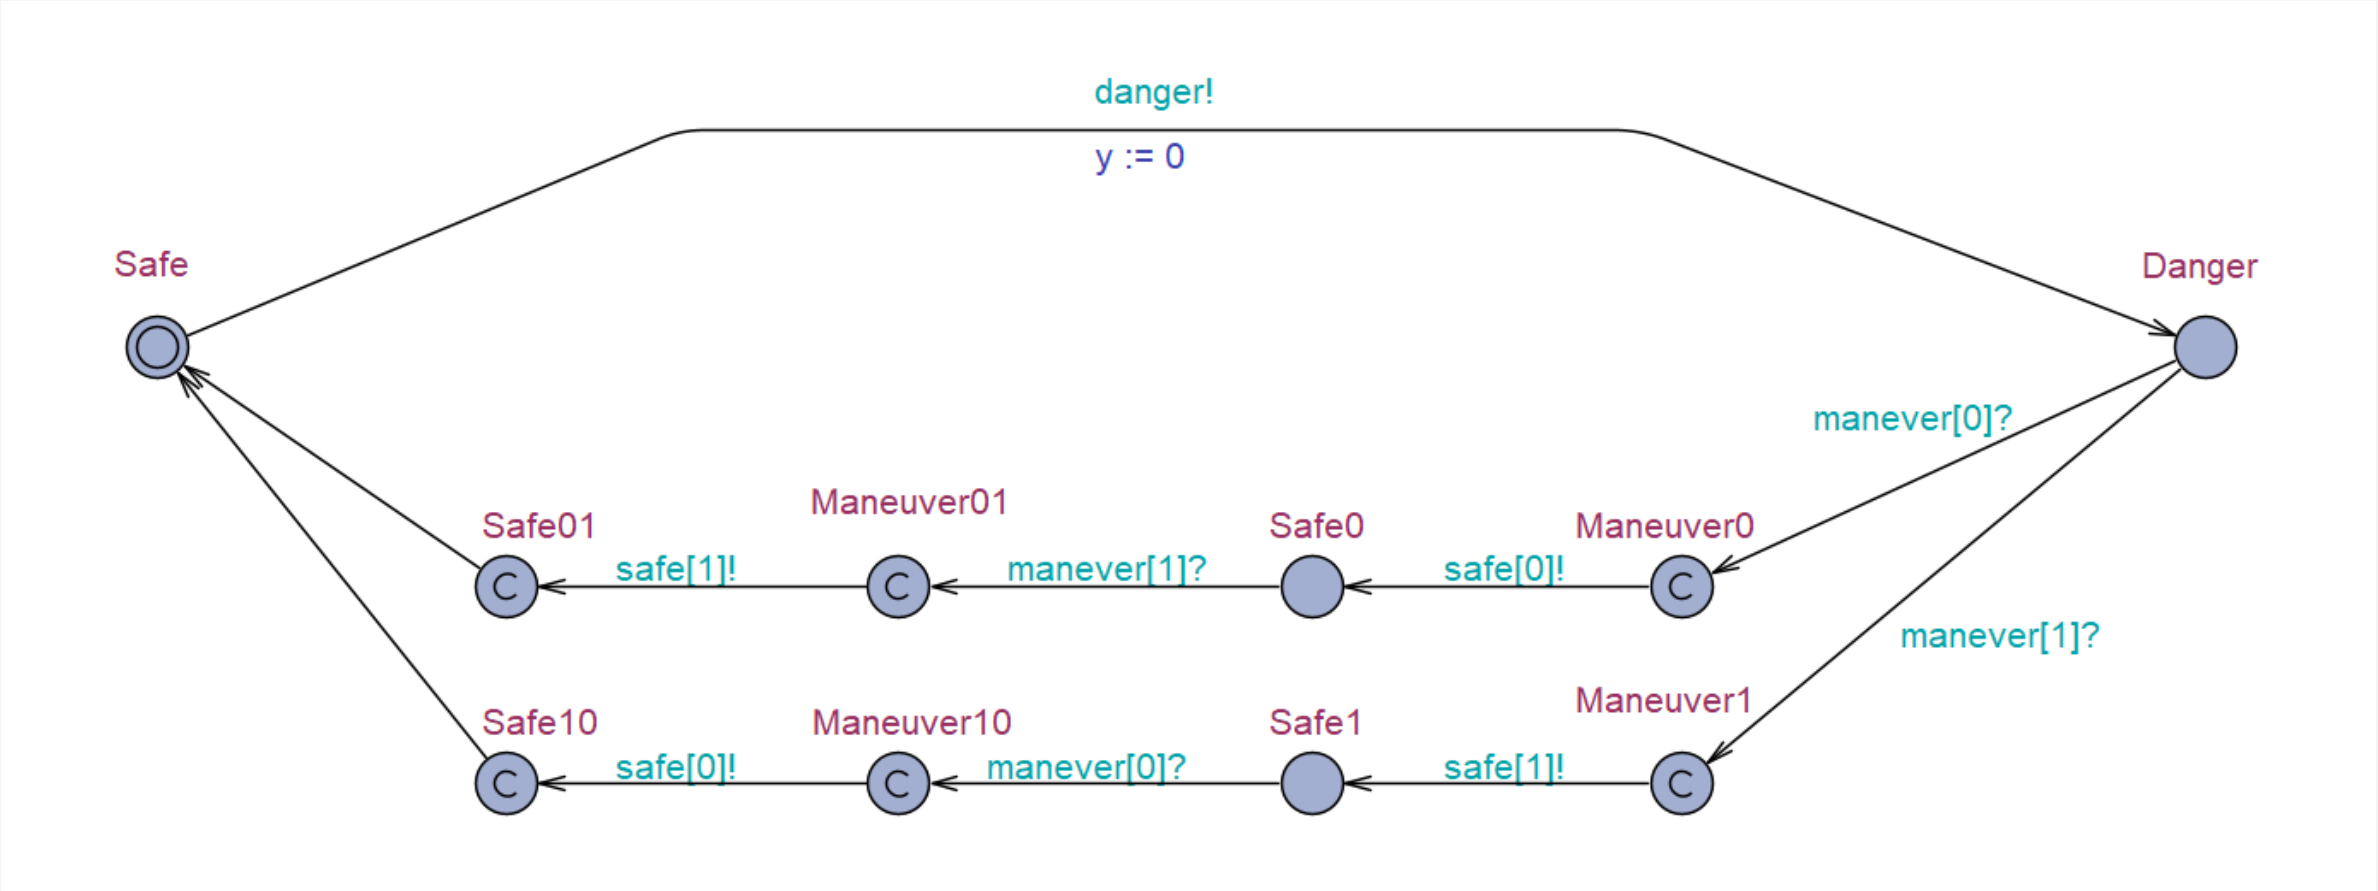 danger!
y := 0
Safe
Danger
manever[0]?
Maneuver01
Safe01
Safe0
Maneuver0
safe[1]!
manever[1]?
safe[0]!
C
C
C
manever[1]?
Maneuver1
Safe10
Maneuver10
Safe1
safe[0]!
manever[0]?
safe[1]!
C
C
C